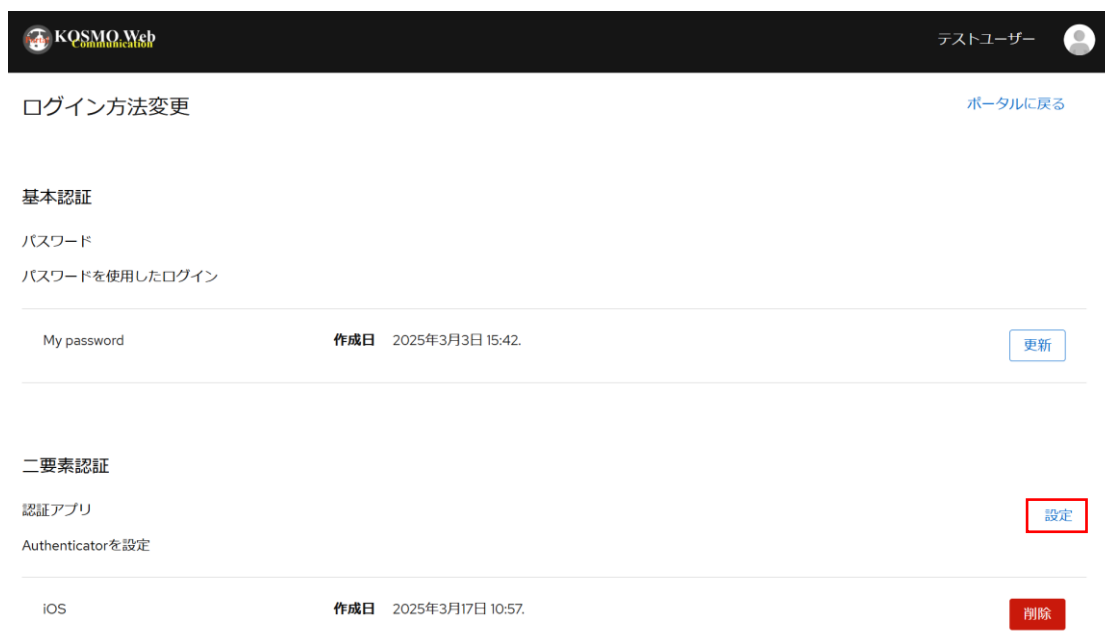 KOSMO Web
Communication
テストユーザー
ログイン方法変更
ポータルに戻る
基本認証
パスワード
パスワードを使用したログイン
My password 作成日 2025年3月3日 15:42. 更新
二要素認証
認証アプリ
設定
Authenticatorを設定
iOS 作成日 2025年3月17日 10:57. 削除